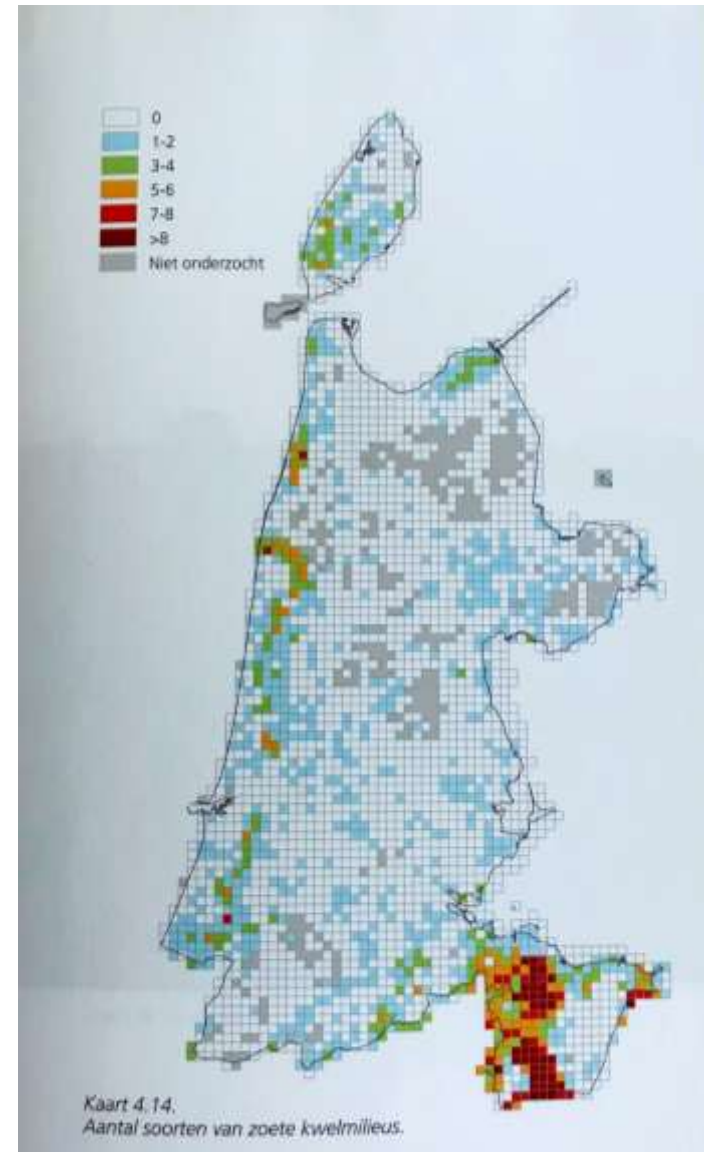 0
1-2
3-4
5-6
7-8
>8
Niet onderzocht
Kaart 4.14.
Aantal soorten van zoete kwelmilieus.